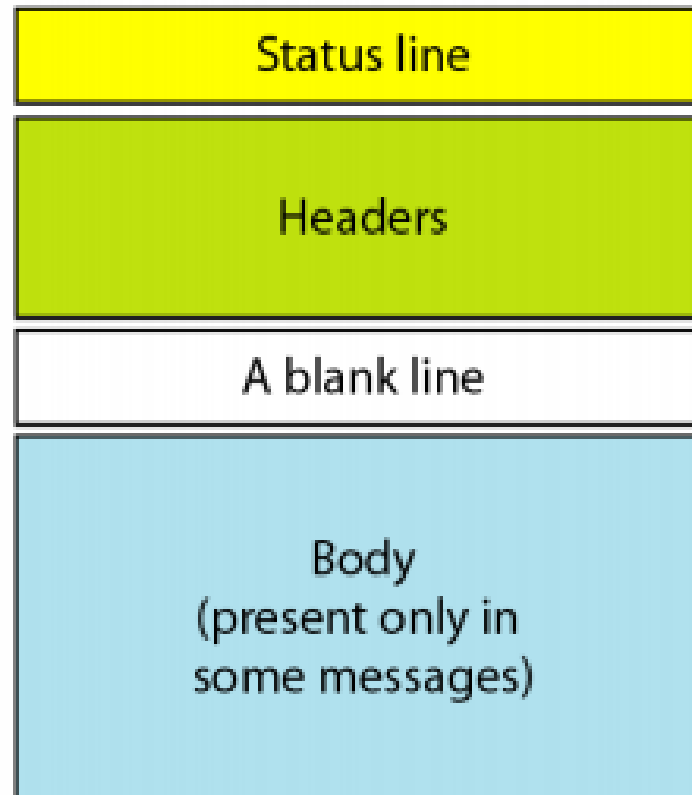 Status line
Headers
A blank line
Body
(present only in
some messages)